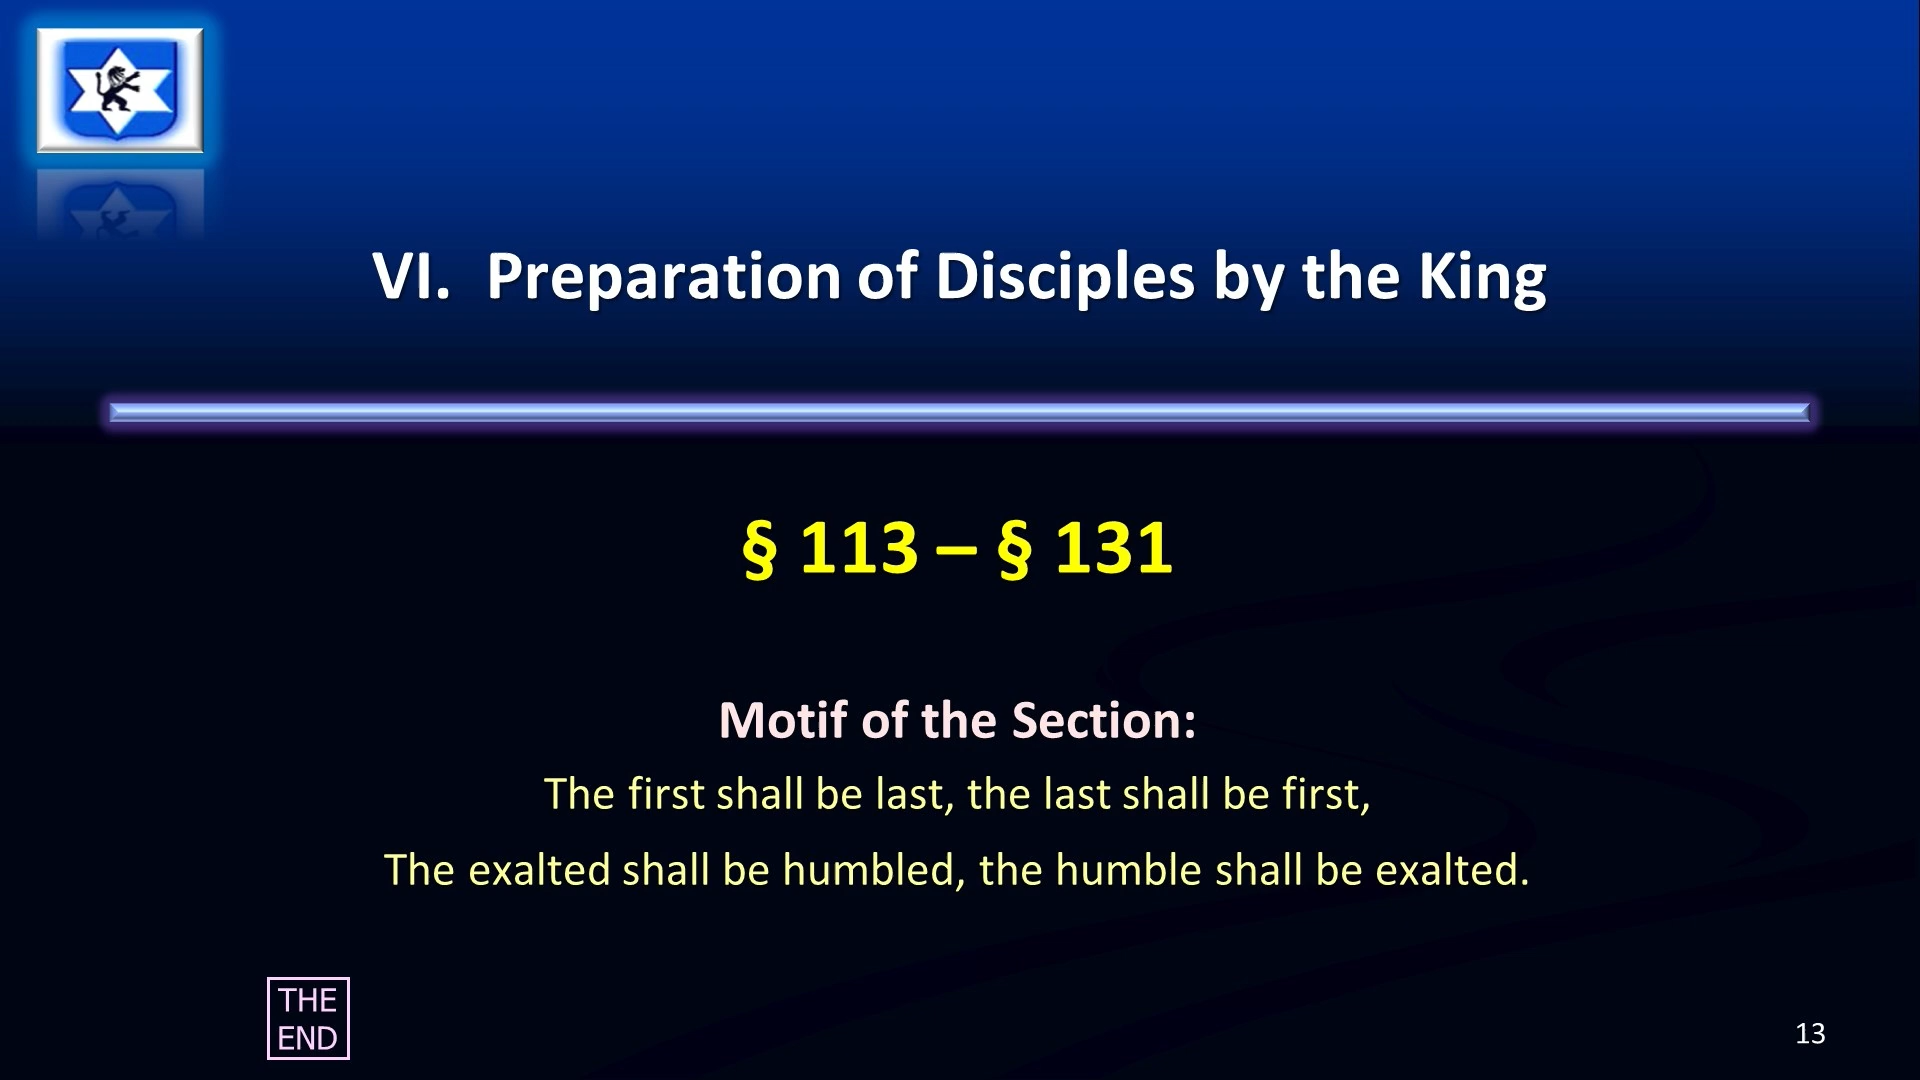 VI.  Preparation of Disciples by the King
§ 113 – § 131
Motif of the Section:
The first shall be last, the last shall be first,
The exalted shall be humbled, the humble shall be exalted.
THE
END
13